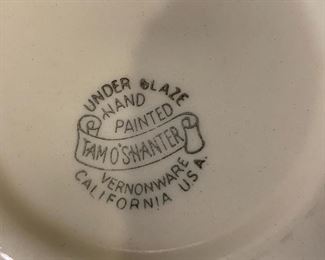 UNDER GLAZE
HAND
PAINTED
TAM O'SHANTER
VERNONWARE
CALIFORNIA U.S.A.